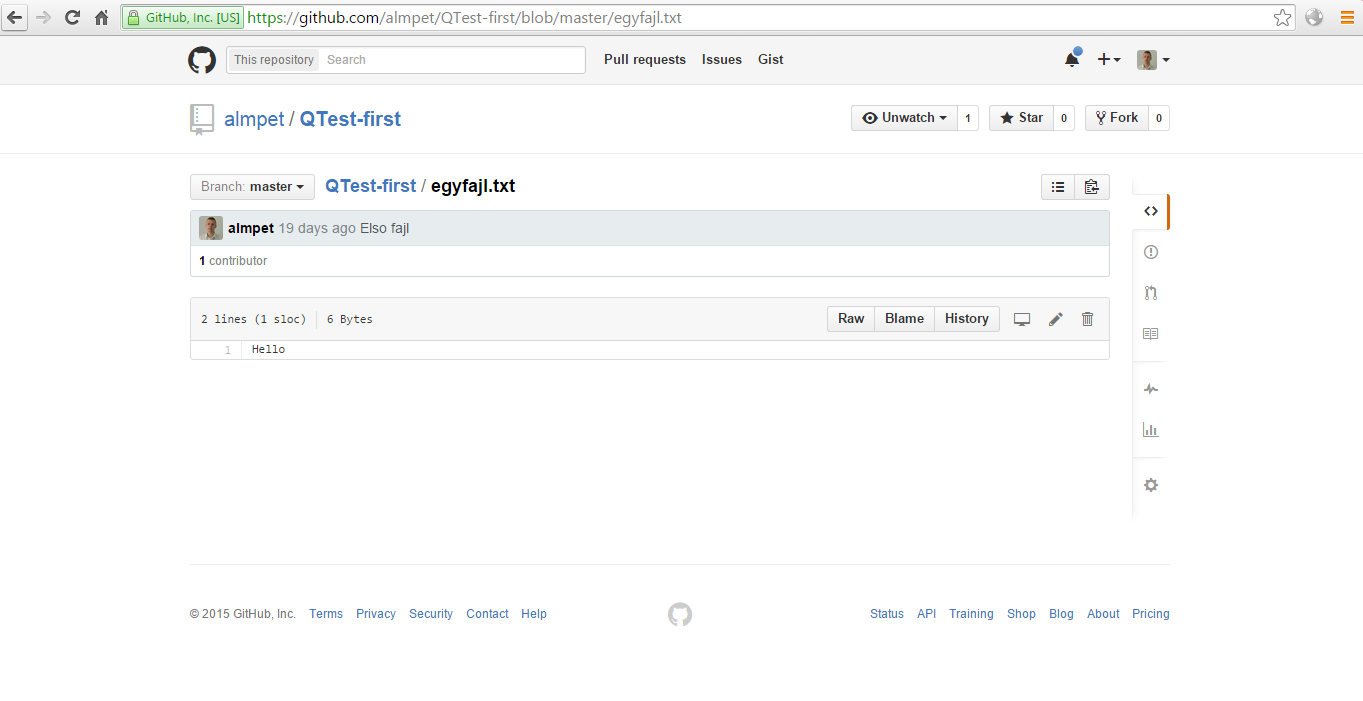 GitHub, Inc. [US] https://github.com/almpet/QTest-first/blob/master/egyfajl.txt
This repository Search Pull requests Issues Gist
almpet / QTest-first Unwatch 1 Star 0 Fork 0
Branch: master QTest-first / egyfajl.txt
almpet 19 days ago Elso fajl
1 contributor
2 lines (1 sloc) 6 Bytes Raw Blame History
1 Hello
© 2015 GitHub, Inc. Terms Privacy Security Contact Help Status API Training Shop Blog About Pricing